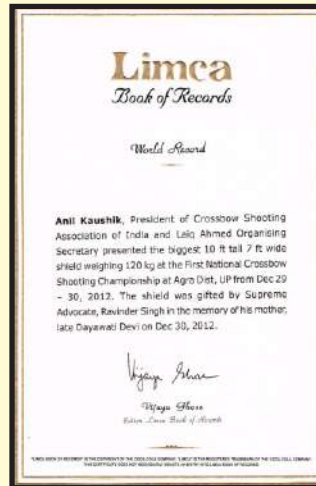 Limca
Book of Records
World Record
Anil Kaushik, President of Crossbow Shooting
Association of India and Laiq Ahmed Organising
Secretary presented the biggest 10 ft tall 7 ft wide
shield weighing 120 kg at the First National Crossbow
Shooting Championship at Agra Dist, UP from Dec 29
– 30, 2012. The shield was gifted by Supreme
Advocate, Ravinder Singh in the memory of his mother,
late Dayawati Devi on Dec 30, 2012.
Vijaya Ghose
Vijaya Ghose
Editor Limca Book of Records